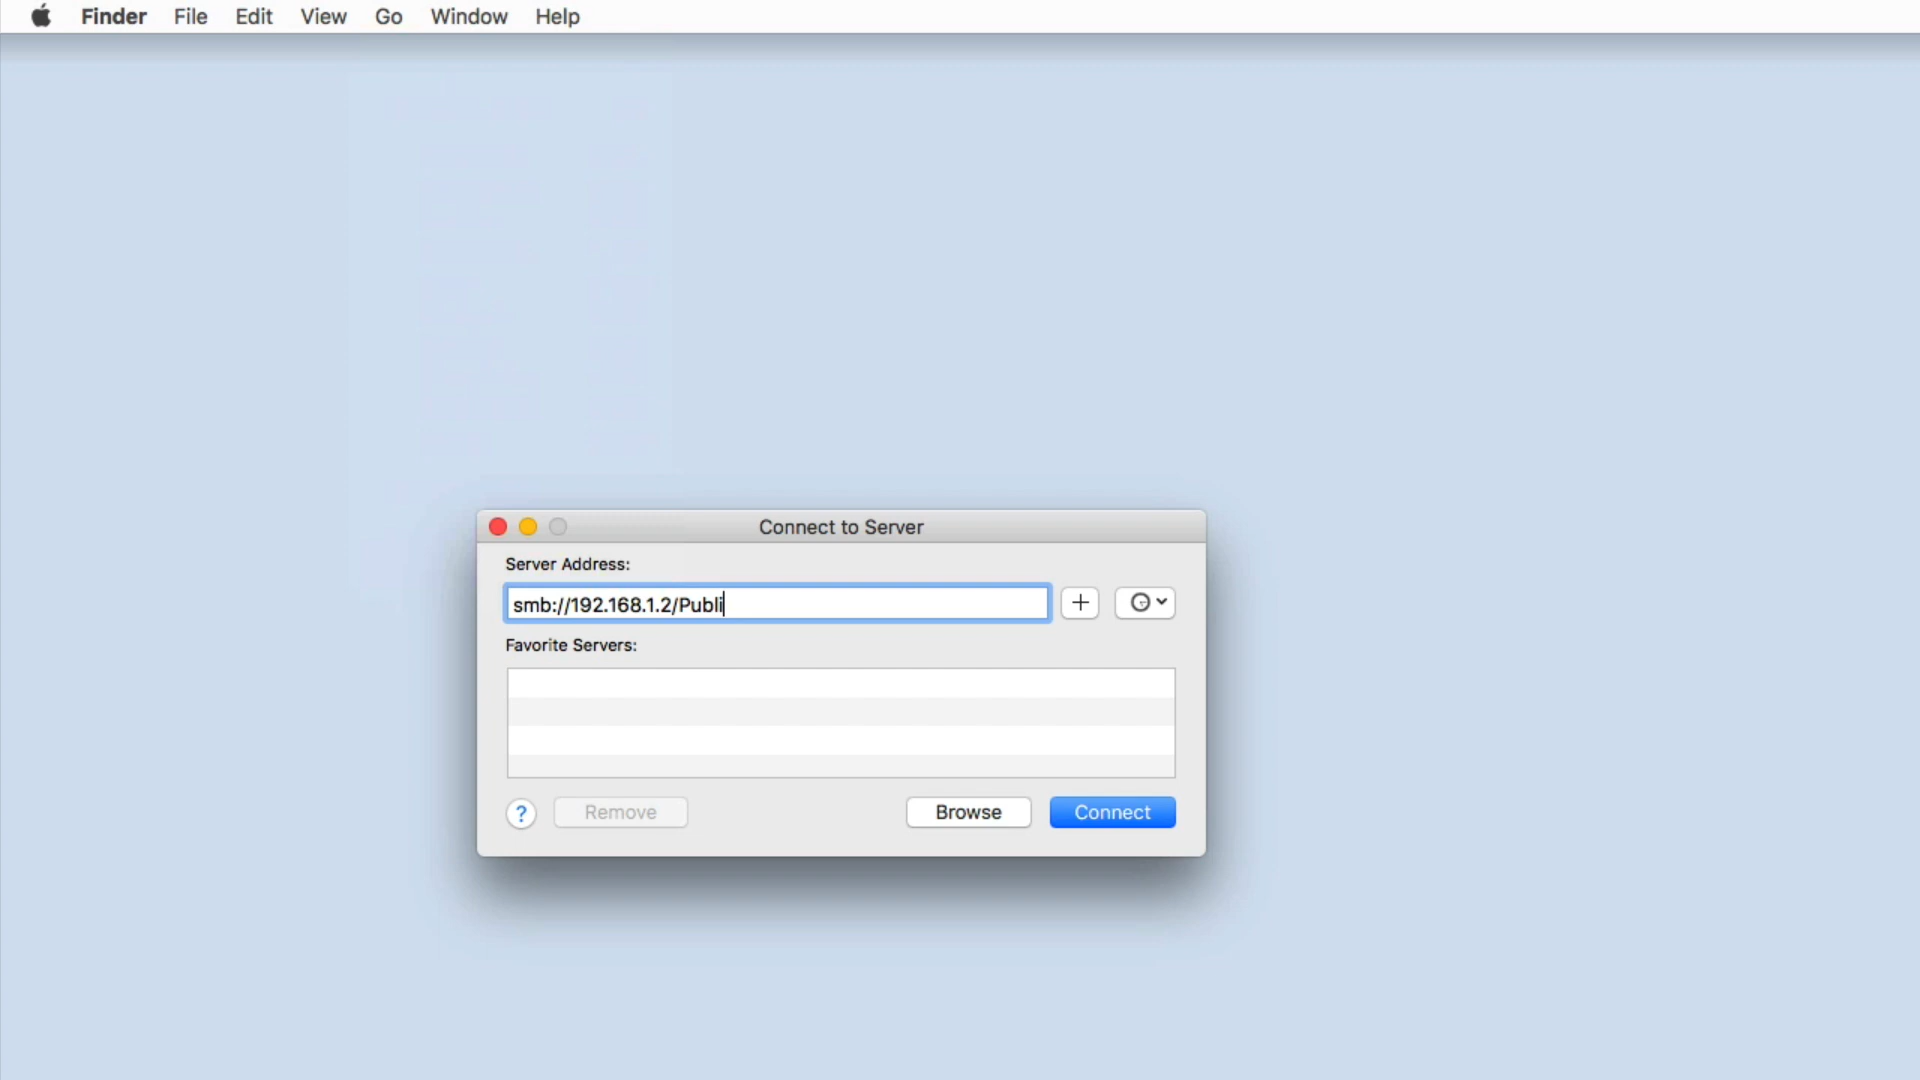 Finder File Edit View Go Window Help
Connect to Server
Server Address:
smb://192.168.1.2/Publi
Favorite Servers:
? Remove Browse Connect